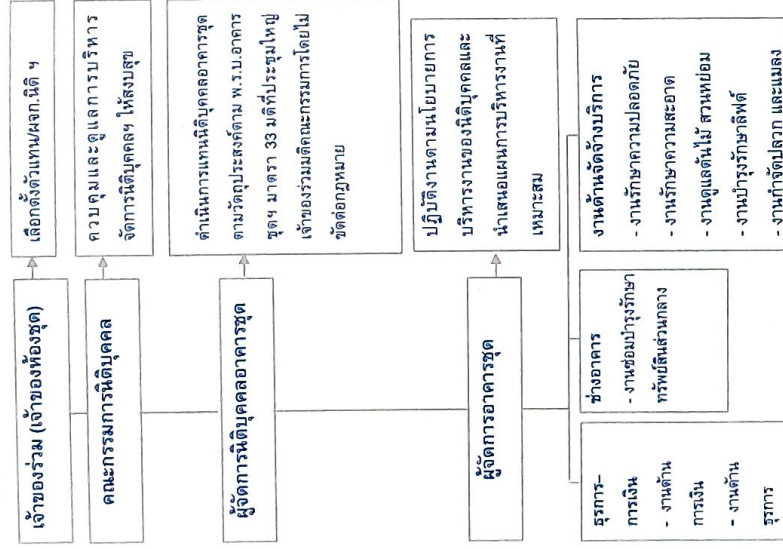 เจ้าของร่วม (เจ้าของห้องชุด)
เลือกตั้งตัวแทน/ผจก.นิติ ฯ
คณะกรรมการนิติบุคคล
ควบคุมและดูแลการบริหาร
จัดการนิติบุคคลฯ ให้สงบสุข
ผู้จัดการนิติบุคคลอาคารชุด
ดำเนินการแทนนิติบุคคลอาคารชุด
ตามวัตถุประสงค์ตาม พ.ร.บ.อาคาร
ชุดฯ มาตรา 33 มติที่ประชุมใหญ่
เจ้าของร่วมมติคณะกรรมการโดยไม่
ขัดต่อกฎหมาย
ผู้จัดการอาคารชุด
ปฏิบัติงานตามนโยบายการ
บริหารงานของนิติบุคคลและ
นำเสนอแผนการบริหารงานที่
เหมาะสม
ธุรการ–
การเงิน
- งานด้าน
การเงิน
- งานด้าน
ธุรการ
ช่างอาคาร
- งานซ่อมบำรุงรักษา
ทรัพย์สินส่วนกลาง
งานด้านจัดจ้างบริการ
- งานรักษาความปลอดภัย
- งานรักษาความสะอาด
- งานดูแลต้นไม้ สวนหย่อม
- งานบำรุงรักษาลิฟต์
- งานกำจัดปลวก และแมลง